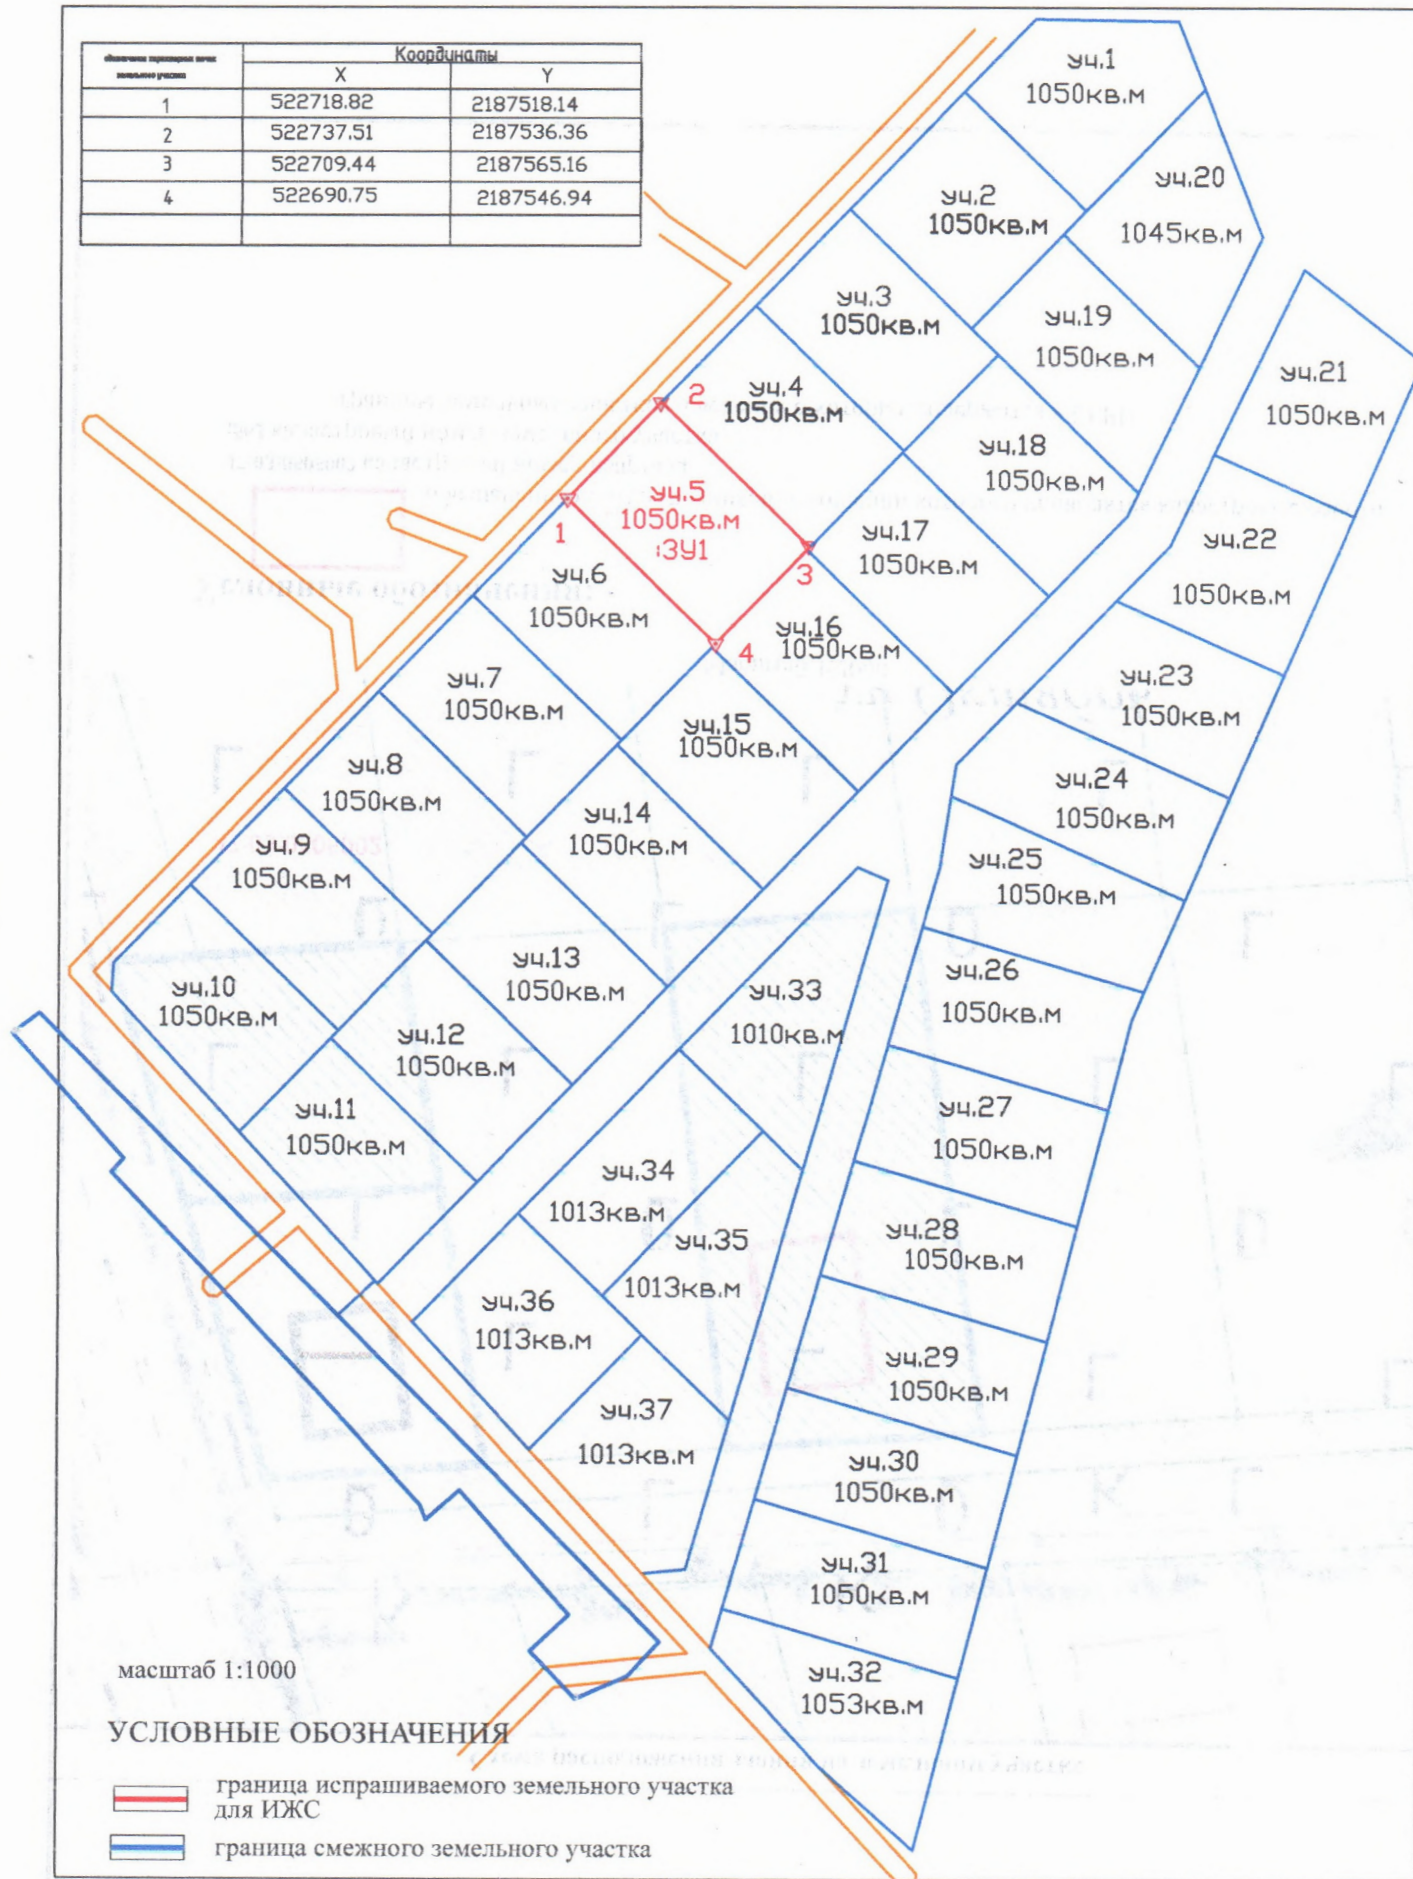 Координаты
X Y
1 522718.82 2187518.14
2 522737.51 2187536.36
3 522709.44 2187565.16
4 522690.75 2187546.94
уч.1
1050кв.м
уч.20
1045кв.м
уч.2
1050кв.м
уч.3
1050кв.м
уч.19
1050кв.м
уч.21
1050кв.м
уч.4
1050кв.м
2
уч.18
1050кв.м
уч.5
1050кв.м
:ЗУ1
1
3
4
уч.17
1050кв.м
уч.22
1050кв.м
уч.6
1050кв.м
уч.16
1050кв.м
уч.7
1050кв.м
уч.23
1050кв.м
уч.15
1050кв.м
уч.8
1050кв.м
уч.24
1050кв.м
уч.14
1050кв.м
уч.9
1050кв.м
уч.25
1050кв.м
уч.13
1050кв.м
уч.26
1050кв.м
уч.10
1050кв.м
уч.33
1010кв.м
уч.12
1050кв.м
уч.11
1050кв.м
уч.27
1050кв.м
уч.34
1013кв.м
уч.28
1050кв.м
уч.35
1013кв.м
уч.36
1013кв.м
уч.29
1050кв.м
уч.37
1013кв.м
уч.30
1050кв.м
уч.31
1050кв.м
уч.32
1053кв.м
масштаб 1:1000
УСЛОВНЫЕ ОБОЗНАЧЕНИЯ
граница испрашиваемого земельного участка
для ИЖС
граница смежного земельного участка